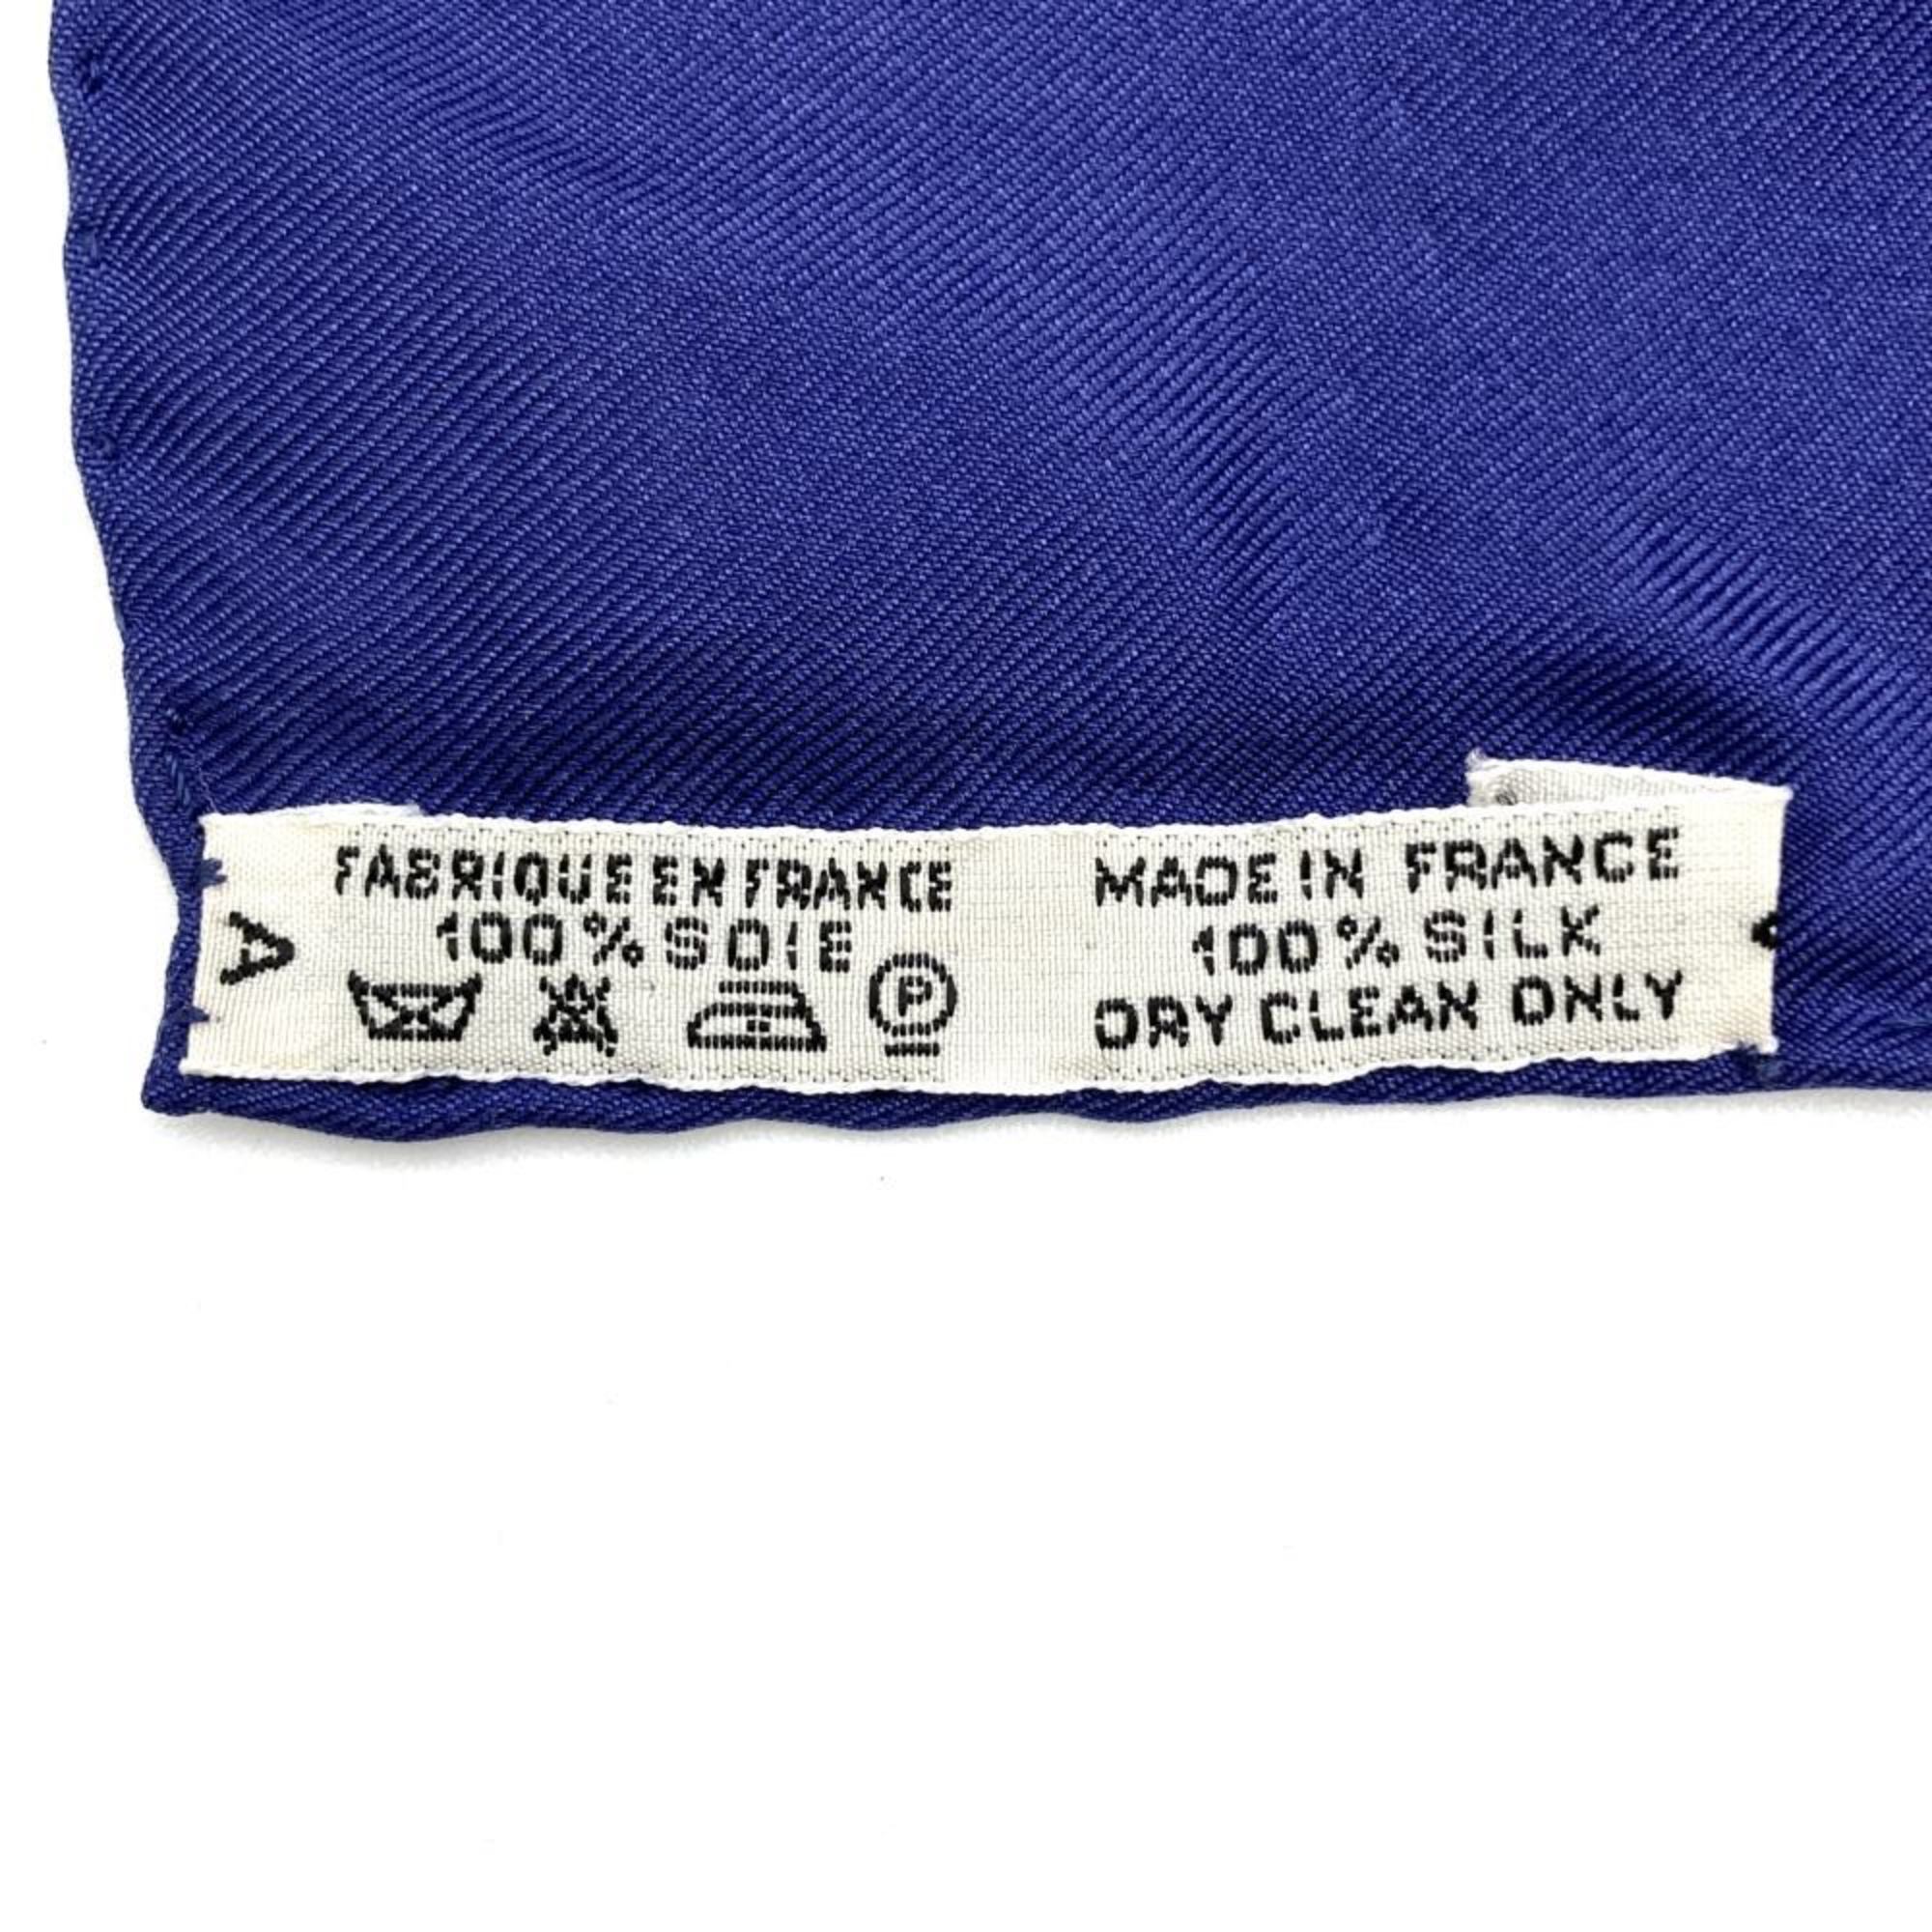 FABRIQUE EN FRANCE
100% SOIE
P
MADE IN FRANCE
100% SILK
DRY CLEAN ONLY
A